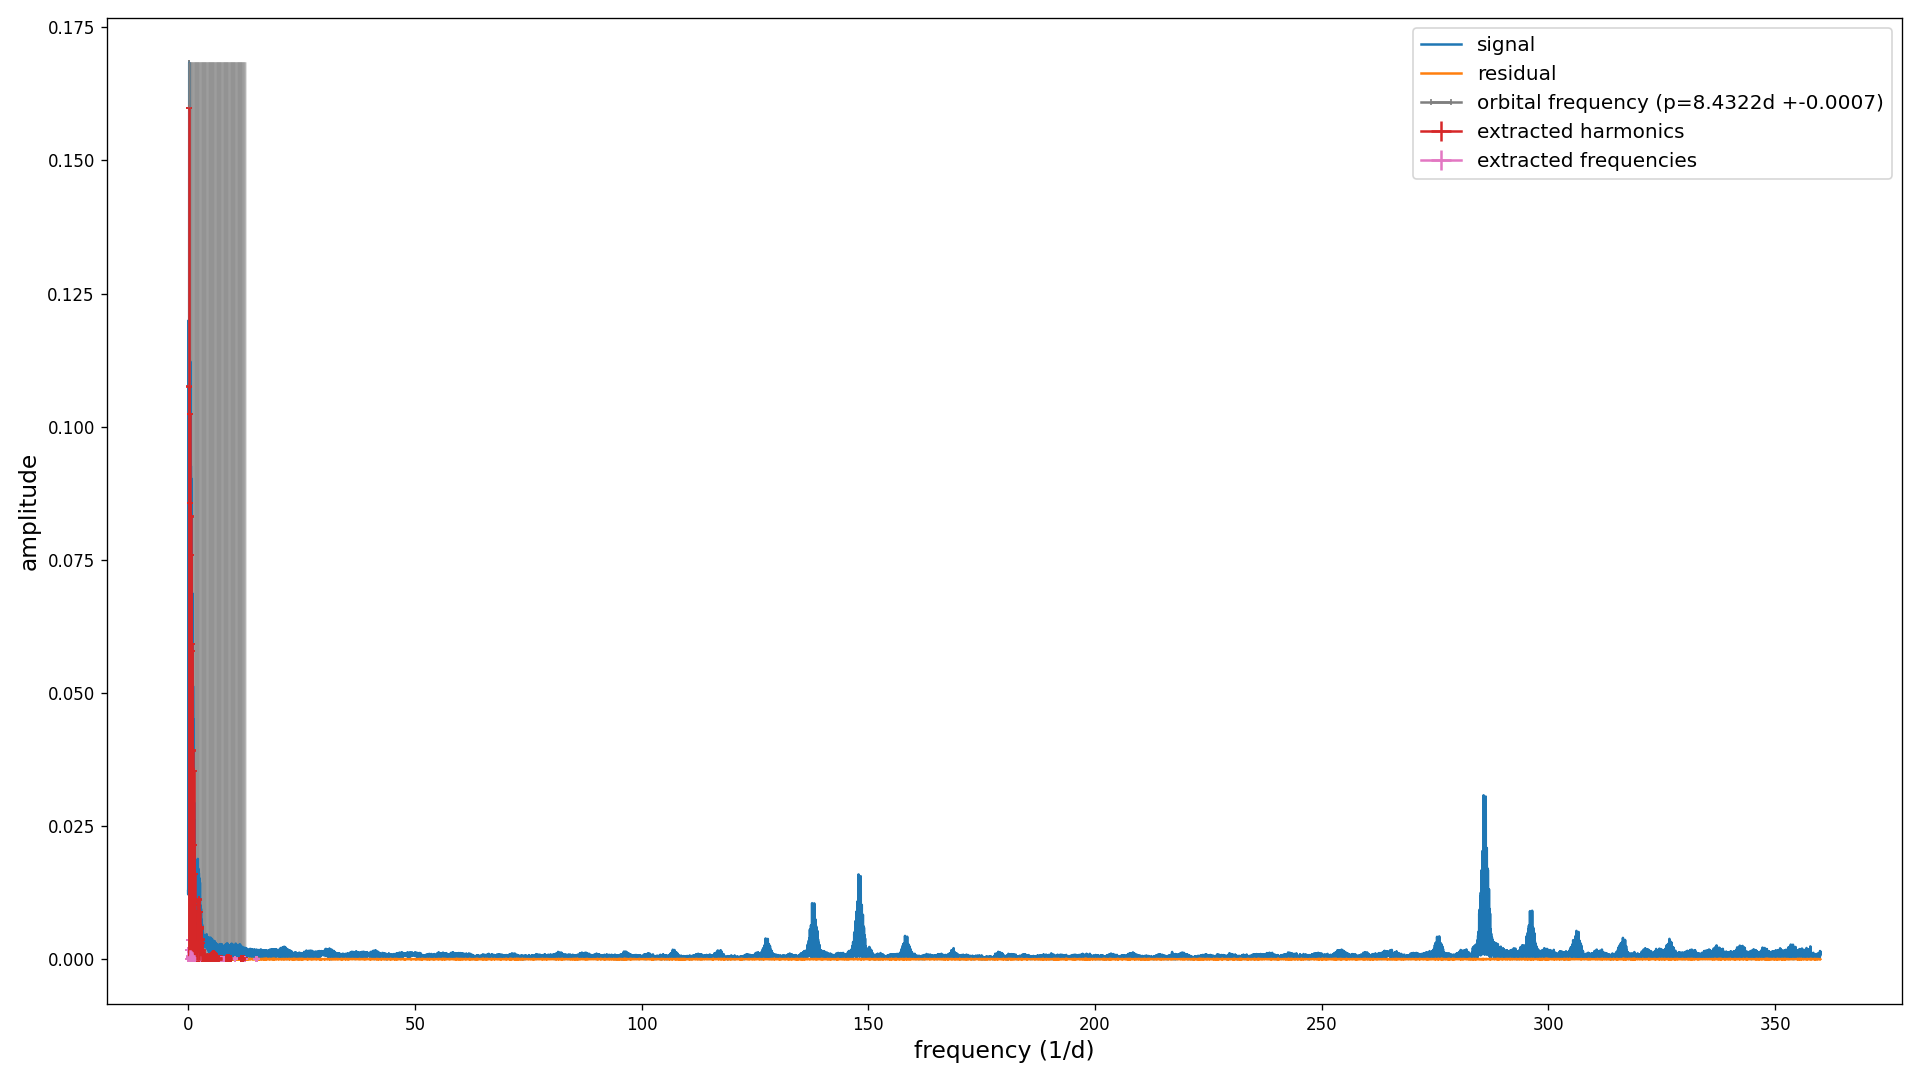 0.175
0.150
0.125
0.100
0.075
0.050
0.025
0.000
amplitude
0
50
100
150
200
250
300
350
frequency (1/d)
signal
residual
orbital frequency (p=8.4322d +-0.0007)
extracted harmonics
extracted frequencies